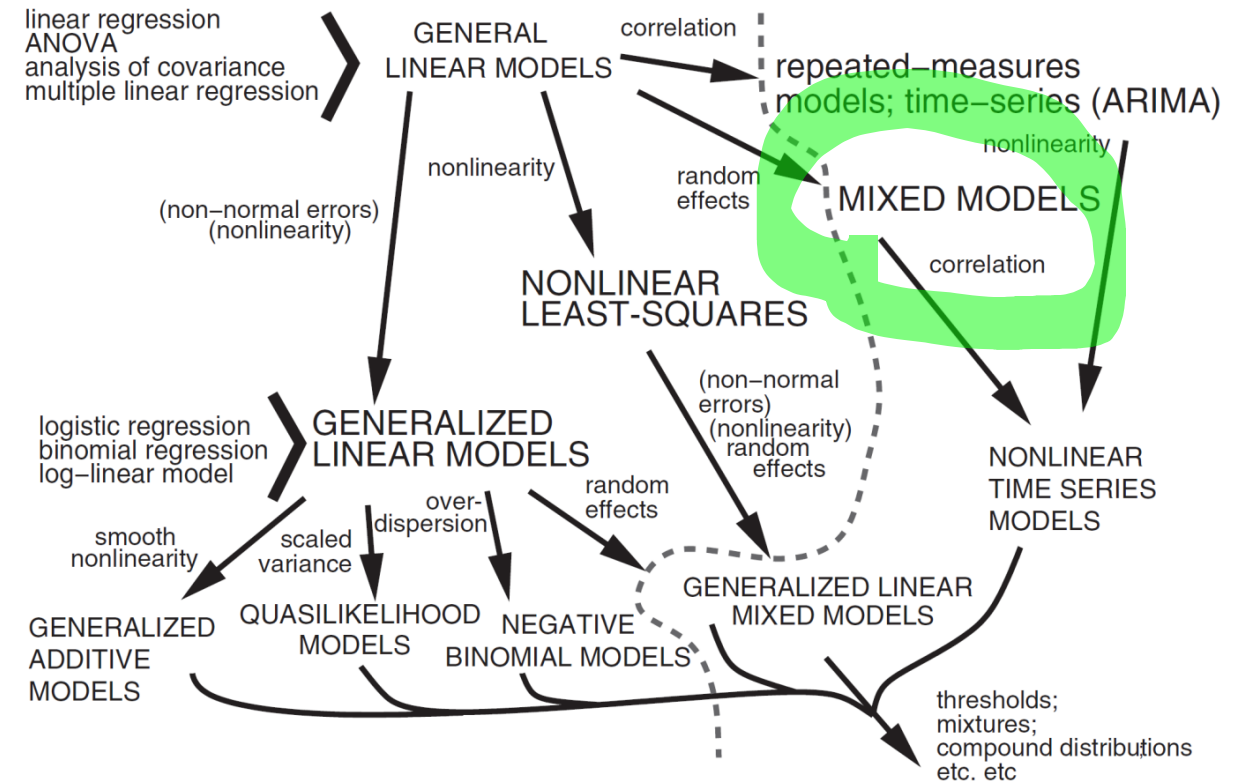 linear regression
ANOVA
analysis of covariance
multiple linear regression
GENERAL
LINEAR MODELS
correlation
repeated−measures
models; time−series (ARIMA)
nonlinearity
random
effects
MIXED MODELS
correlation
nonlinearity
(non−normal errors)
(nonlinearity)
NONLINEAR
LEAST-SQUARES
(non−normal
errors)
(nonlinearity)
random
effects
logistic regression
binomial regression
log−linear model
GENERALIZED
LINEAR MODELS
NONLINEAR
TIME SERIES
MODELS
smooth
nonlinearity
scaled
variance
over-
dispersion
random
effects
GENERALIZED
ADDITIVE
MODELS
QUASILIKELIHOOD
MODELS
NEGATIVE
BINOMIAL MODELS
GENERALIZED LINEAR
MIXED MODELS
thresholds;
mixtures;
compound distributions;
etc. etc